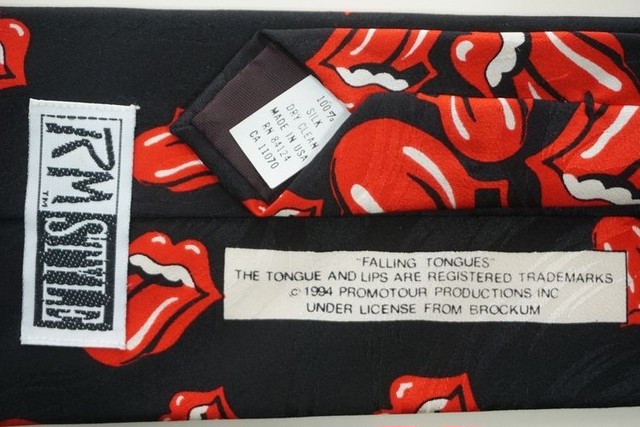 RM STYLE
TM
100%
SILK
DRY CLEAN
MADE IN USA
RN 84124
CA 11070
"FALLING TONGUES"
THE TONGUE AND LIPS ARE REGISTERED TRADEMARKS
© 1994 PROMOTOUR PRODUCTIONS INC
UNDER LICENSE FROM BROCKUM